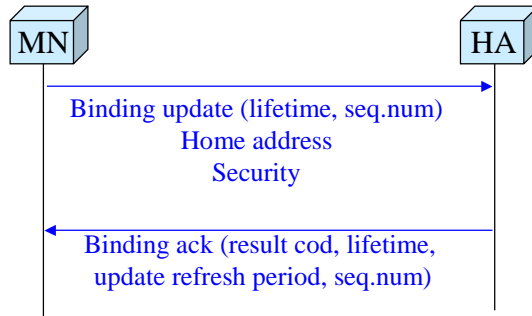 MN
HA
Binding update (lifetime, seq.num)
Home address
Security
Binding ack (result cod, lifetime,
update refresh period, seq.num)